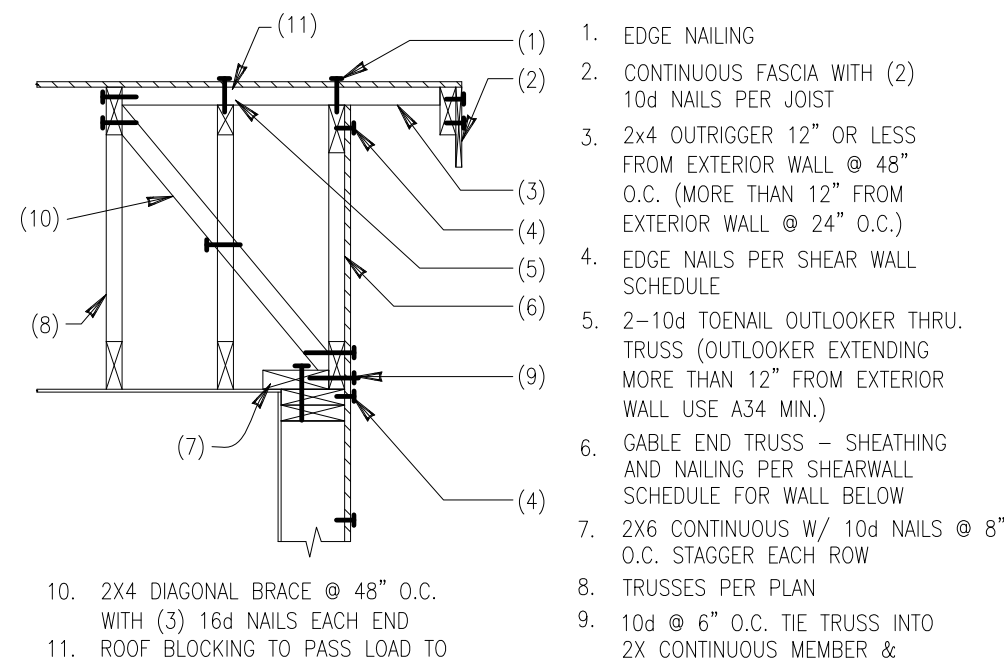 (11)
(1)
(2)
(3)
(10)
(4)
(5)
(6)
(8)
(9)
(7)
(4)
1. EDGE NAILING
2. CONTINUOUS FASCIA WITH (2)
10d NAILS PER JOIST
3. 2x4 OUTRIGGER 12" OR LESS
FROM EXTERIOR WALL @ 48"
O.C. (MORE THAN 12" FROM
EXTERIOR WALL @ 24" O.C.)
4. EDGE NAILS PER SHEAR WALL
SCHEDULE
5. 2-10d TOENAIL OUTLOOKER THRU.
TRUSS (OUTLOOKER EXTENDING
MORE THAN 12" FROM EXTERIOR
WALL USE A34 MIN.)
6. GABLE END TRUSS – SHEATHING
AND NAILING PER SHEARWALL
SCHEDULE FOR WALL BELOW
7. 2X6 CONTINUOUS W/ 10d NAILS @ 8"
O.C. STAGGER EACH ROW
8. TRUSSES PER PLAN
9. 10d @ 6" O.C. TIE TRUSS INTO
2X CONTINUOUS MEMBER &
10. 2X4 DIAGONAL BRACE @ 48" O.C.
WITH (3) 16d NAILS EACH END
11. ROOF BLOCKING TO PASS LOAD TO